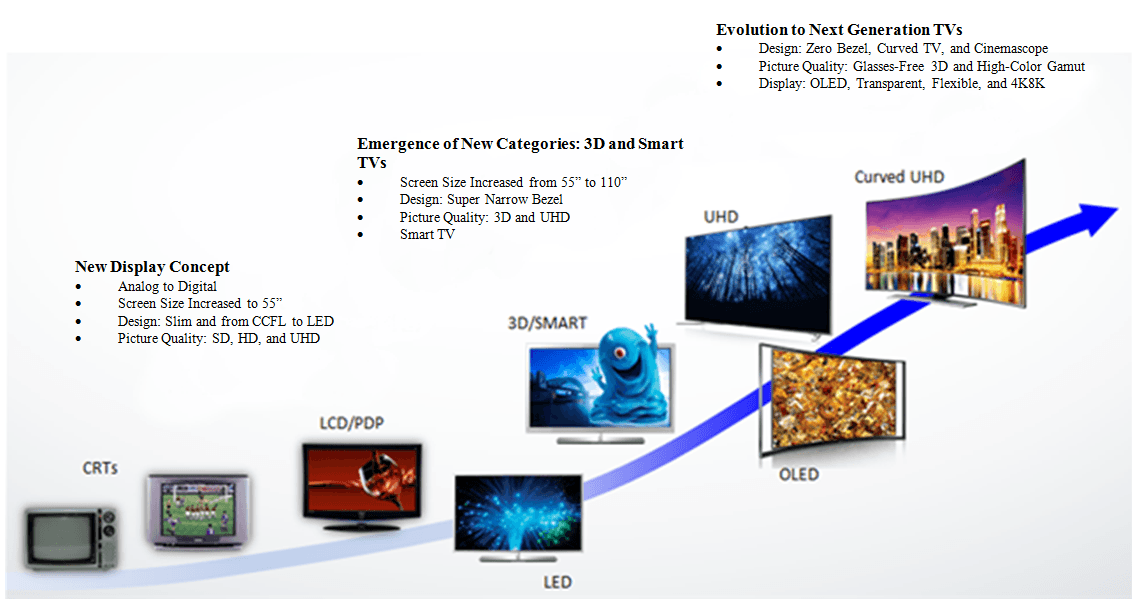 Evolution to Next Generation TVs
• Design: Zero Bezel, Curved TV, and Cinemascope
• Picture Quality: Glasses-Free 3D and High-Color Gamut
• Display: OLED, Transparent, Flexible, and 4K8K
Emergence of New Categories: 3D and Smart
TVs
• Screen Size Increased from 55” to 110”
• Design: Super Narrow Bezel
• Picture Quality: 3D and UHD
• Smart TV
New Display Concept
• Analog to Digital
• Screen Size Increased to 55”
• Design: Slim and from CCFL to LED
• Picture Quality: SD, HD, and UHD
CRTs
LCD/PDP
LED
3D/SMART
UHD
OLED
Curved UHD